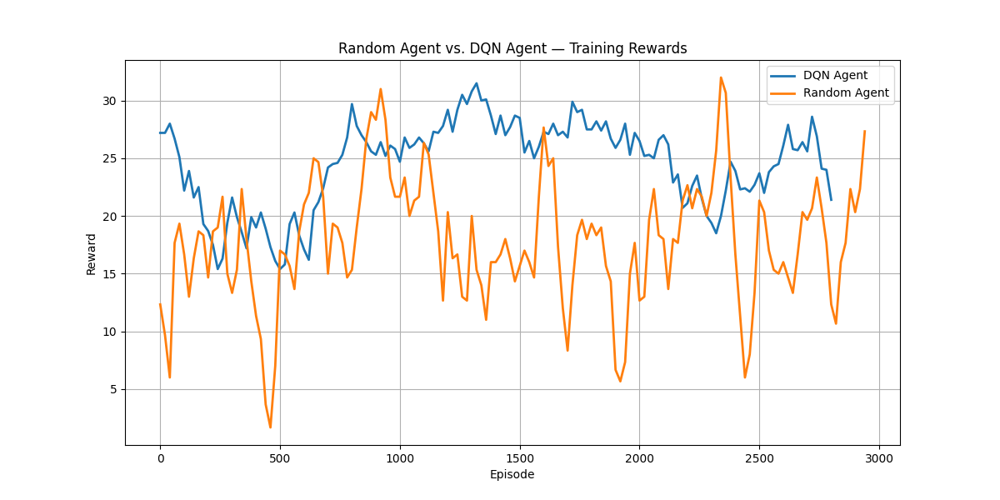 Random Agent vs. DQN Agent — Training Rewards
DQN Agent
Random Agent
Reward
30
25
20
15
10
5
0 500 1000 1500 2000 2500 3000
Episode